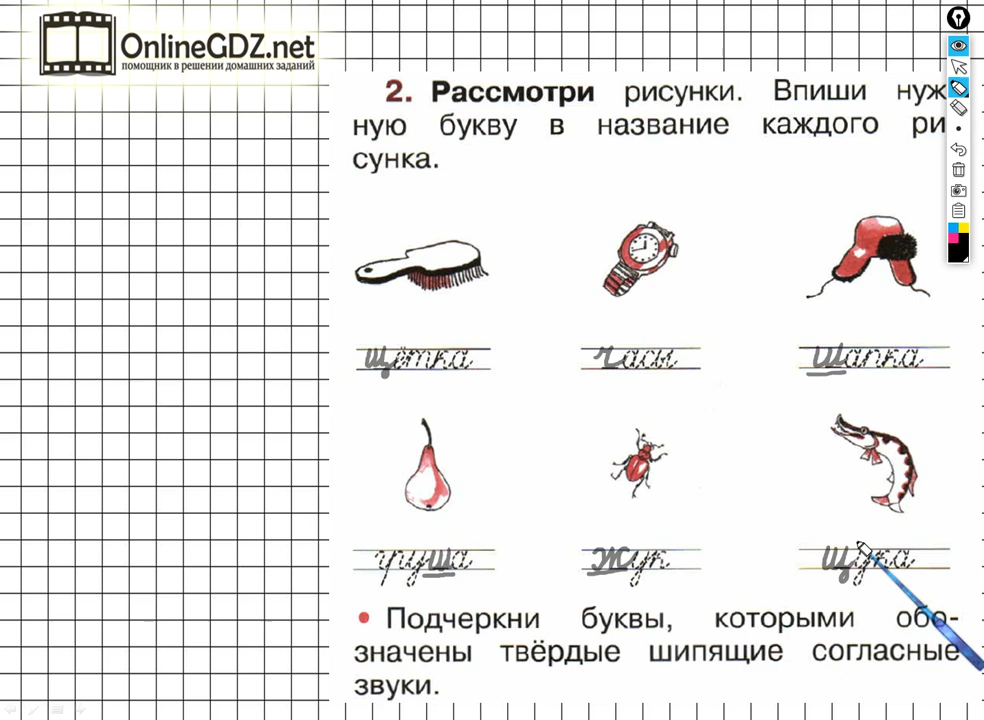 OnlineGDZ.net
помощник в решении домашних заданий
2. Рассмотри рисунки. Впиши нуж
ную букву в название каждого ри
сунка.
щётка часы шапка
груша жук щука
• Подчеркни буквы, которыми обо-
значены твёрдые шипящие согласные
звуки.